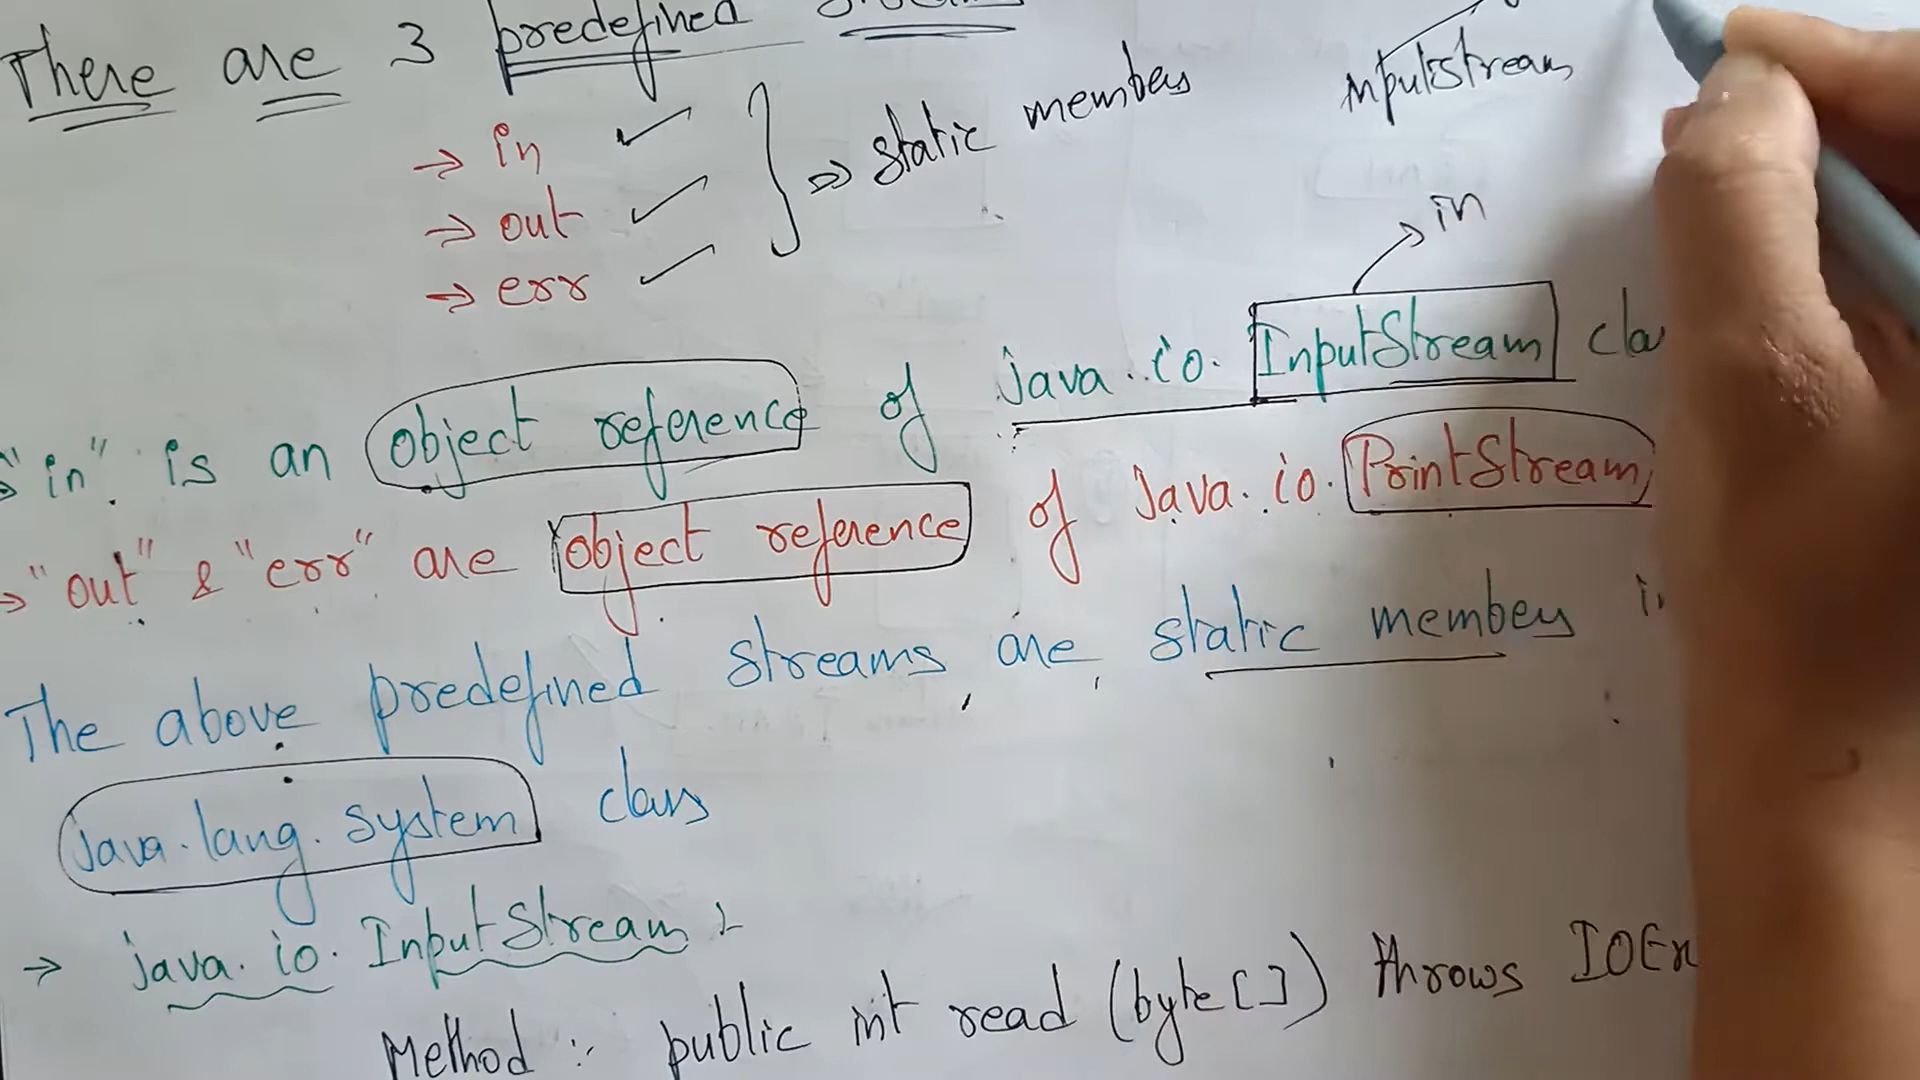 There are 3 predefined streams
InputStream
→ in ✓
→ out ✓
→ err ✓
} ⇒ static members
→ in
→ "in" is an object reference of java.io.InputStream cla
→ "out" & "err" are object reference of Java.io.PrintStream
The above predefined streams are static members i
java.lang.system class
→ java.io.InputStream :-
Method :- public int read (byte[]) throws IOEx